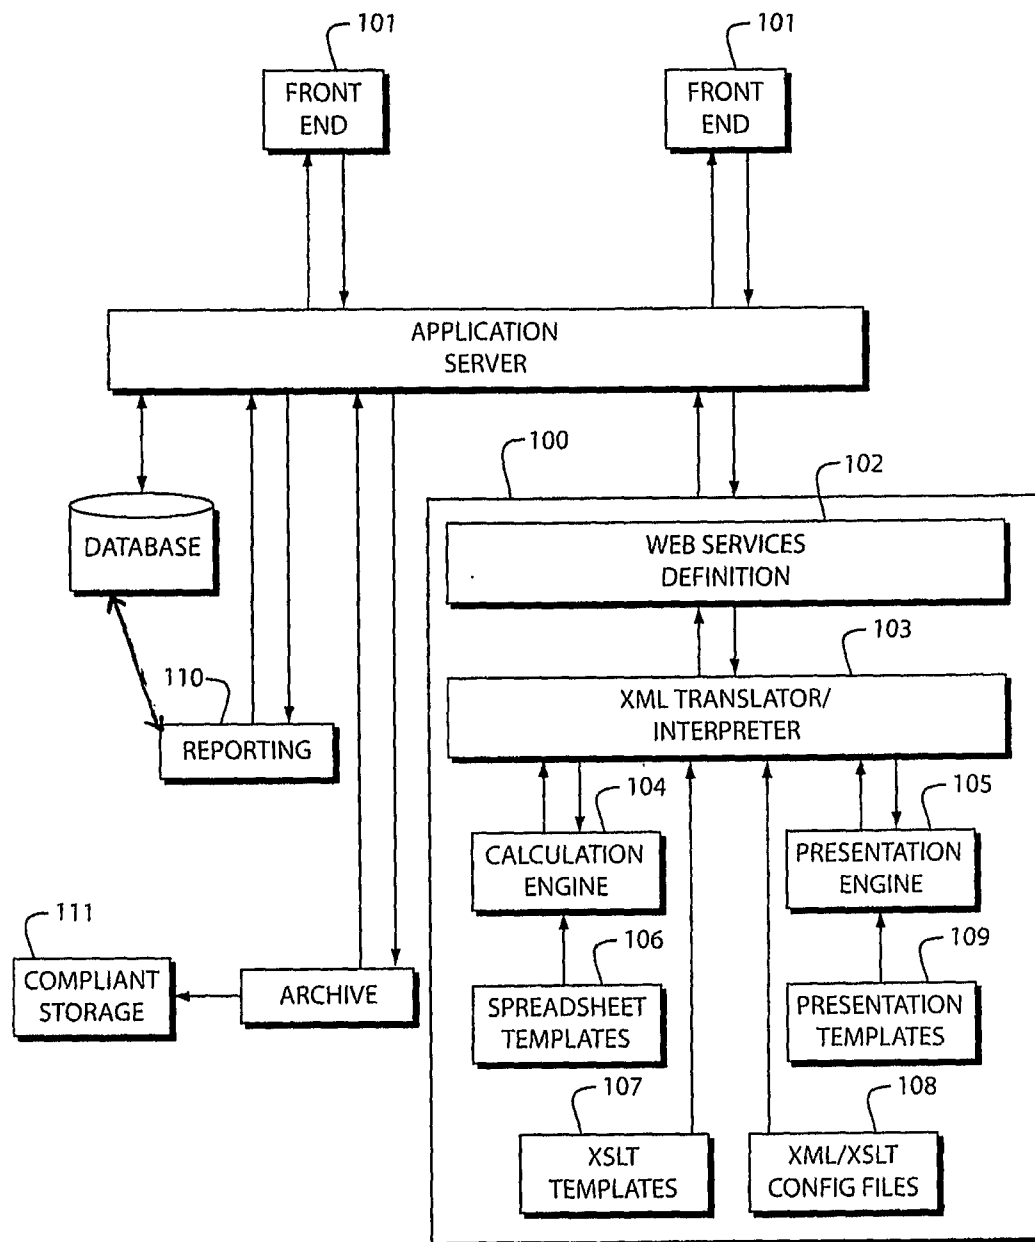 101
101
FRONT
END
FRONT
END
APPLICATION
SERVER
100
102
DATABASE
WEB SERVICES
DEFINITION
103
110
XML TRANSLATOR/
INTERPRETER
REPORTING
104
105
CALCULATION
ENGINE
PRESENTATION
ENGINE
111
106
109
COMPLIANT
STORAGE
ARCHIVE
SPREADSHEET
TEMPLATES
PRESENTATION
TEMPLATES
107
108
XSLT
TEMPLATES
XML/XSLT
CONFIG FILES